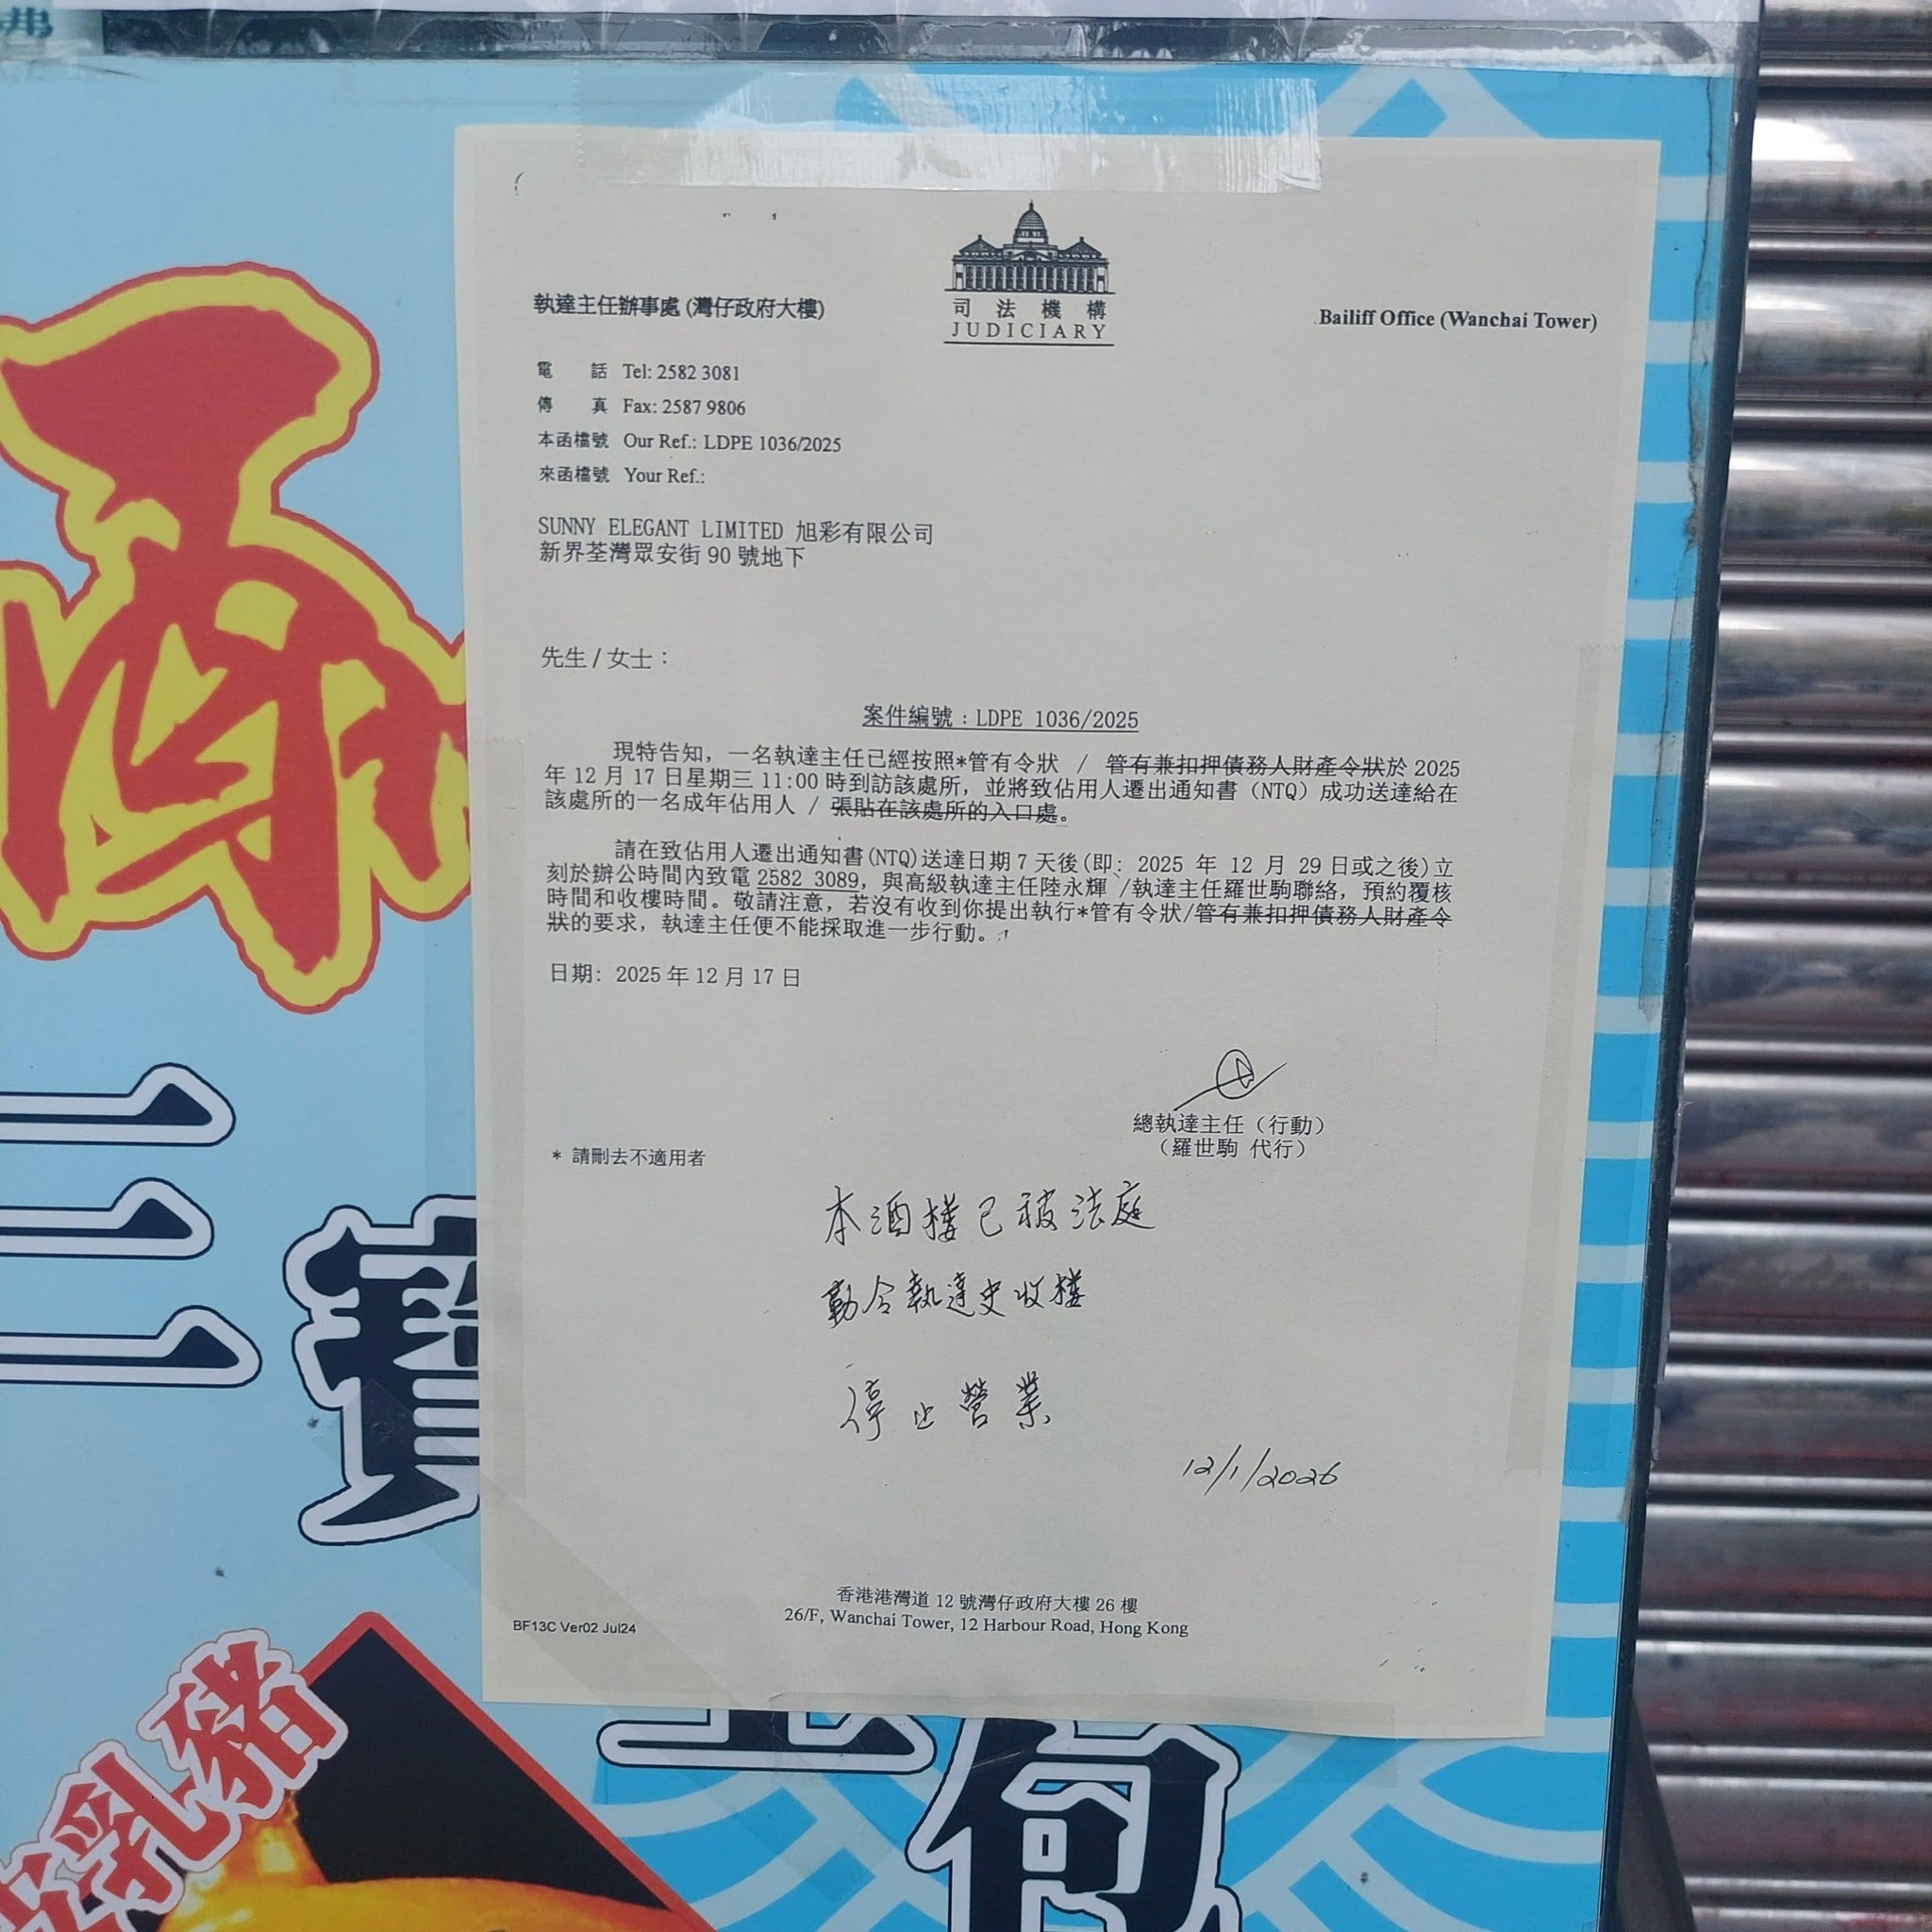 弗
執達主任辦事處 (灣仔政府大樓)
司法機構
JUDICIARY
Bailiff Office (Wanchai Tower)
電話 Tel: 2582 3081
傳真 Fax: 2587 9806
本函檔號 Our Ref.: LDPE 1036/2025
來函檔號 Your Ref.:
SUNNY ELEGANT LIMITED 旭彩有限公司
新界荃灣眾安街 90 號地下
先生 / 女士：
案件編號：LDPE 1036/2025
現特告知，一名執達主任已經按照*管有令狀 / 管有兼扣押債務人財產令狀於 2025
年 12 月 17 日星期三 11:00 時到訪該處所，並將致佔用人遷出通知書（NTQ）成功送達給在
該處所的一名成年佔用人 / 張貼在該處所的入口處。
請在致佔用人遷出通知書(NTQ)送達日期 7 天後(即: 2025 年 12 月 29 日或之後)立
刻於辦公時間內致電 2582 3089，與高級執達主任陸永輝 /執達主任羅世駒聯絡，預約覆核
時間和收樓時間。敬請注意，若沒有收到你提出執行*管有令狀/管有兼扣押債務人財產令
狀的要求，執達主任便不能採取進一步行動。
日期: 2025 年 12 月 17 日
總執達主任（行動）
（羅世駒 代行）
* 請刪去不適用者
本酒樓已被法庭
勒令執達史收樓
停止營業
12/1/2026
香港港灣道 12 號灣仔政府大樓 26 樓
26/F, Wanchai Tower, 12 Harbour Road, Hong Kong
BF13C Ver02 Jul24
三寶
乳豬
包